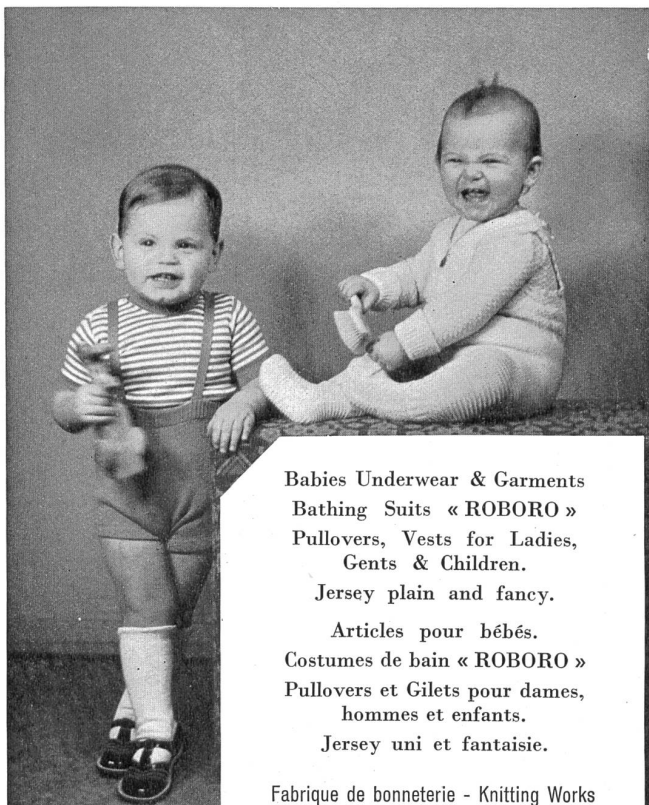 Babies Underwear & Garments
Bathing Suits « ROBORO »
Pullovers, Vests for Ladies,
Gents & Children.
Jersey plain and fancy.
Articles pour bébés.
Costumes de bain « ROBORO »
Pullovers et Gilets pour dames,
hommes et enfants.
Jersey uni et fantaisie.
Fabrique de bonneterie - Knitting Works